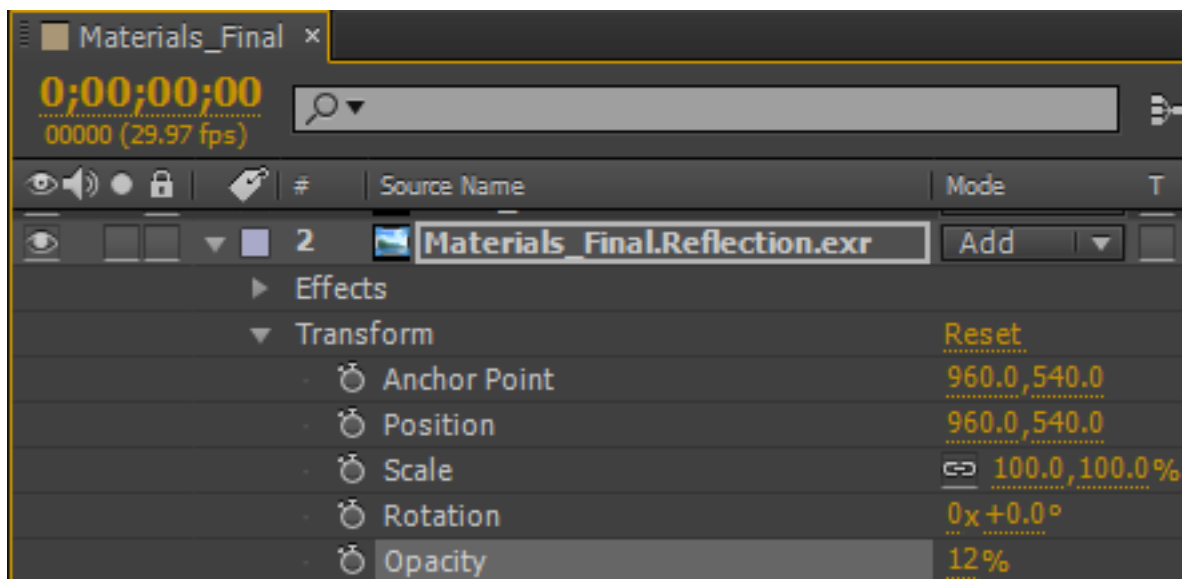 Materials_Final ×
0;00;00;00
00000 (29.97 fps)
# Source Name Mode T
2 Materials_Final.Reflection.exr Add
Effects
Transform Reset
Anchor Point 960.0,540.0
Position 960.0,540.0
Scale 100.0,100.0%
Rotation 0x+0.0°
Opacity 12%